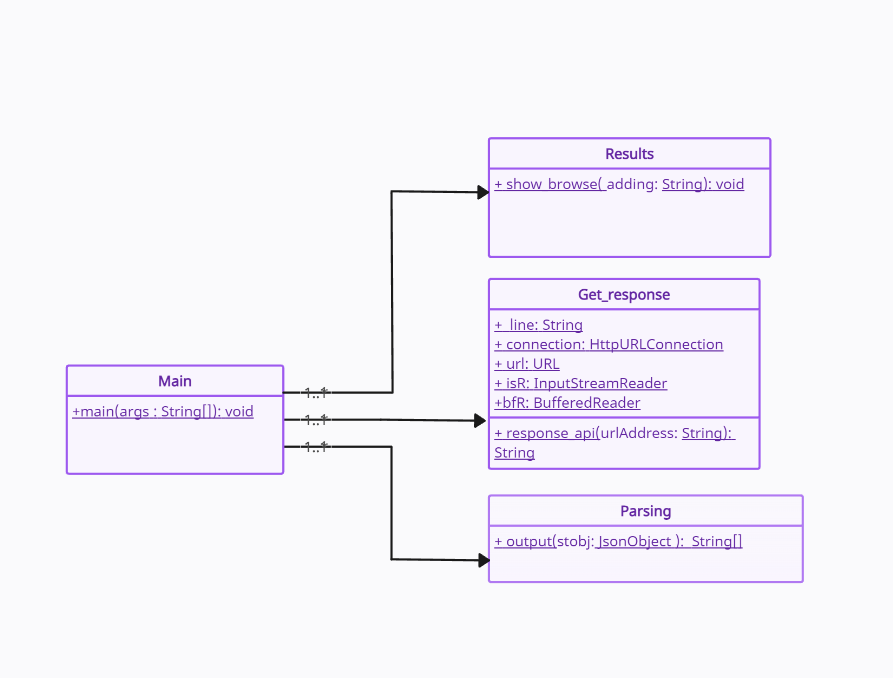 Results
+ show_browse( adding: String): void
Get_response
+ line: String
+ connection: HttpURLConnection
+ url: URL
+ isR: InputStreamReader
+bfR: BufferedReader
+ response_api(urlAddress: String):
String
Main
+main(args : String[]): void
1..1
1..1
1..1
Parsing
+ output(stobj: JsonObject ): String[]